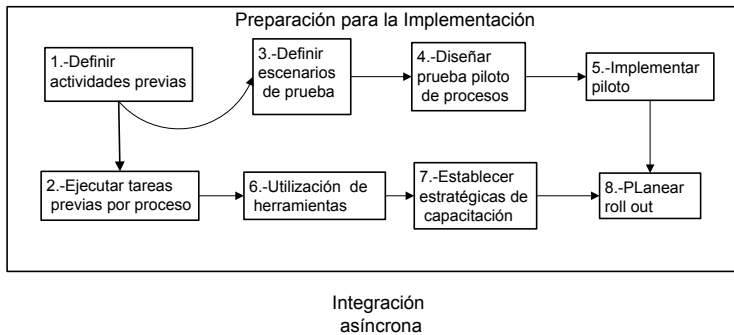 Preparación para la Implementación
1.-Definir
actividades previas
3.-Definir
escenarios
de prueba
4.-Diseñar
prueba piloto
de procesos
5.-Implementar
piloto
2.-Ejecutar tareas
previas por proceso
6.-Utilización de
herramientas
7.-Establecer
estratégicas de
capacitación
8.-PLanear
roll out
Integración
asíncrona